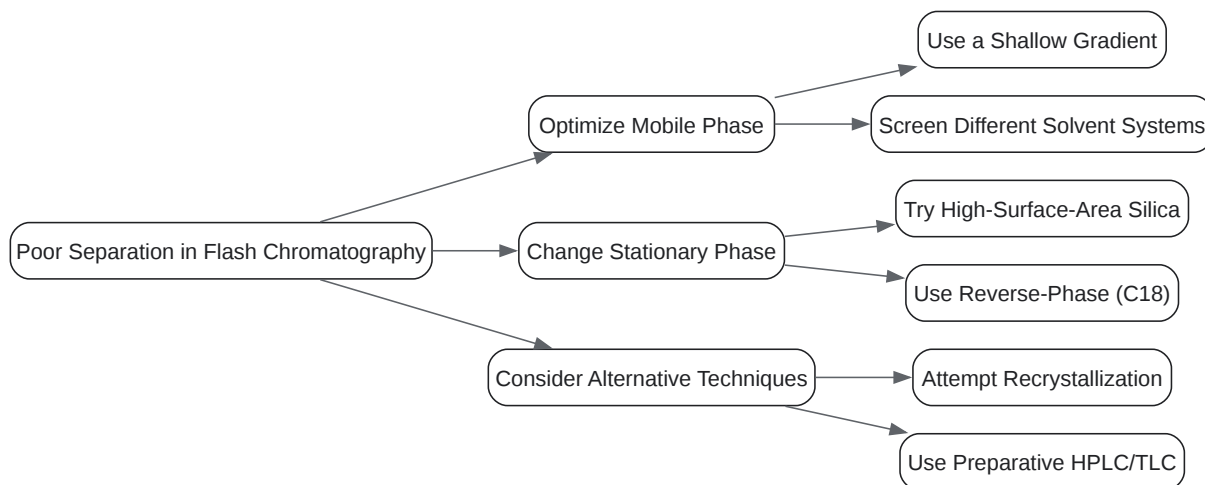 Use a Shallow Gradient
Optimize Mobile Phase
Screen Different Solvent Systems
Try High-Surface-Area Silica
Poor Separation in Flash Chromatography
Change Stationary Phase
Use Reverse-Phase (C18)
Consider Alternative Techniques
Attempt Recrystallization
Use Preparative HPLC/TLC